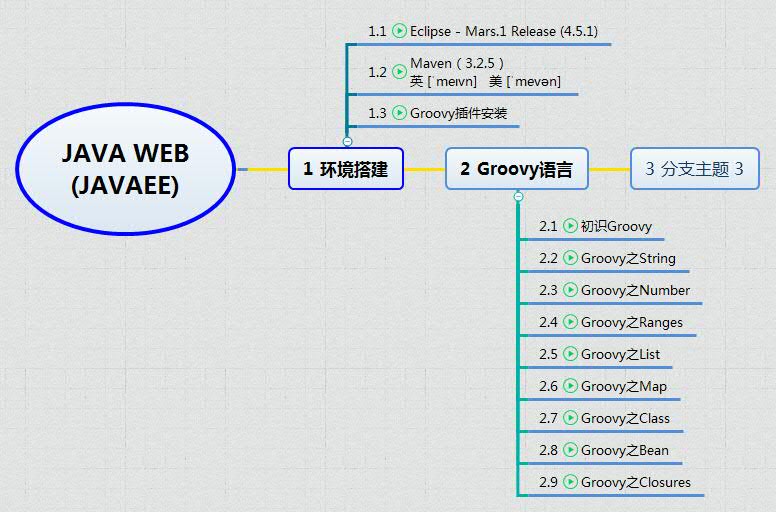 1.1 Eclipse - Mars.1 Release (4.5.1)
1.2 Maven（3.2.5）
英 [ˈmeɪvn] 美 [ˈmevən]
1.3 Groovy插件安装
JAVA WEB
(JAVAEE)
1 环境搭建
2 Groovy语言
3 分支主题 3
2.1 初识Groovy
2.2 Groovy之String
2.3 Groovy之Number
2.4 Groovy之Ranges
2.5 Groovy之List
2.6 Groovy之Map
2.7 Groovy之Class
2.8 Groovy之Bean
2.9 Groovy之Closures